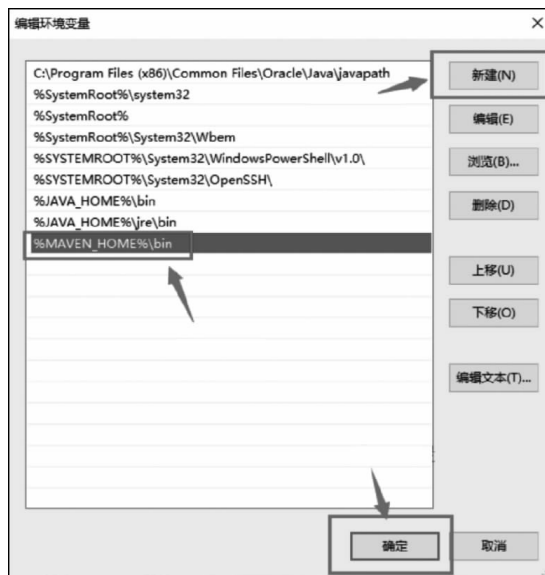 编辑环境变量
C:\Program Files (x86)\Common Files\Oracle\Java\javapath
%SystemRoot%\system32
%SystemRoot%
%SystemRoot%\System32\Wbem
%SYSTEMROOT%\System32\WindowsPowerShell\v1.0\
%SYSTEMROOT%\System32\OpenSSH\
%JAVA_HOME%\bin
%JAVA_HOME%\jre\bin
%MAVEN_HOME%\bin
新建(N)
编辑(E)
浏览(B)...
删除(D)
上移(U)
下移(O)
编辑文本(T)...
确定
取消